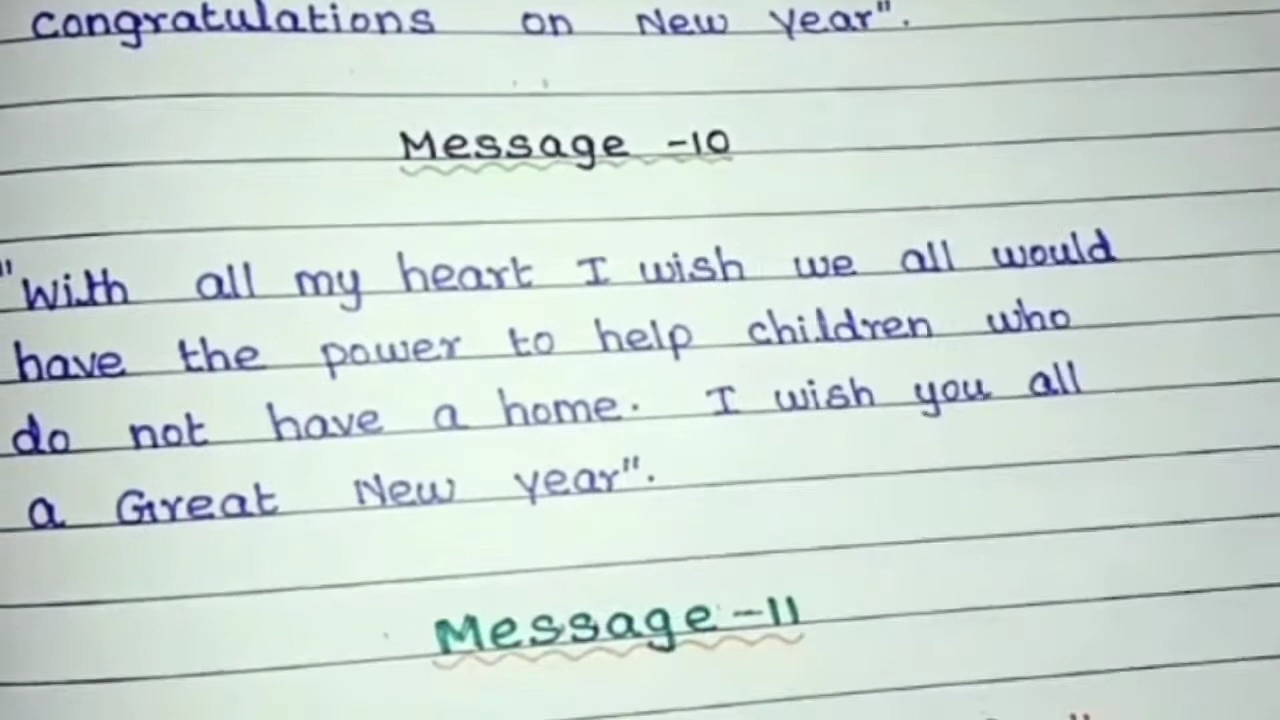 congratulations on New year".
Message -10
"With all my heart I wish we all would
have the power to help children who
do not have a home. I wish you all
a Great New year".
Message -11